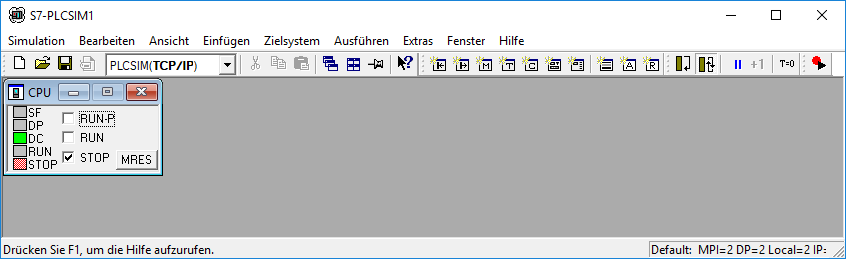 S7-PLCSIM1
Simulation Bearbeiten Ansicht Einfügen Zielsystem Ausführen Extras Fenster Hilfe
PLCSIM(TCP/IP) +1 T=0
CPU
SF
DP
DC
RUN
STOP
RUN-P
RUN
STOP
MRES
Drücken Sie F1, um die Hilfe aufzurufen. Default: MPI=2 DP=2 Local=2 IP=